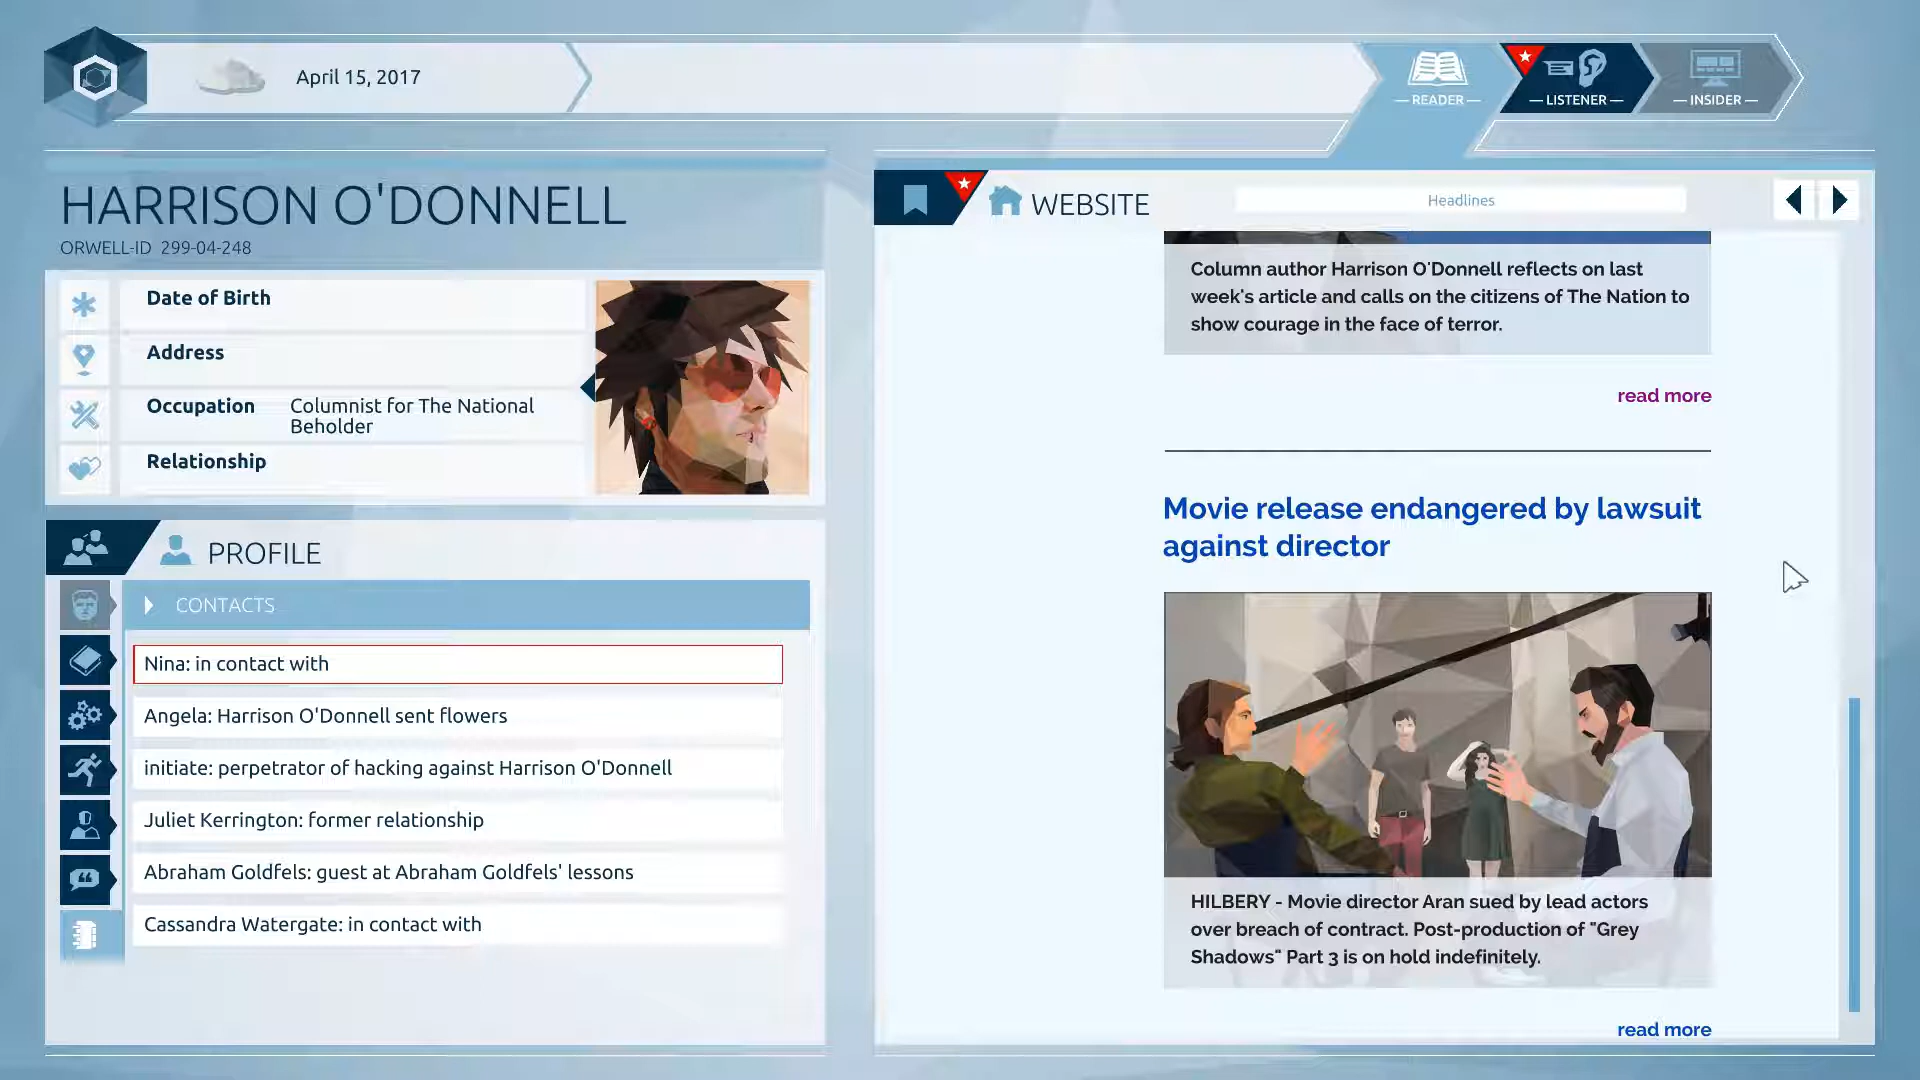 April 15, 2017
READER
LISTENER
INSIDER
HARRISON O'DONNELL
ORWELL-ID 299-04-248
Date of Birth
Address
Occupation Columnist for The National
Beholder
Relationship
PROFILE
CONTACTS
Nina: in contact with
Angela: Harrison O'Donnell sent flowers
initiate: perpetrator of hacking against Harrison O'Donnell
Juliet Kerrington: former relationship
Abraham Goldfels: guest at Abraham Goldfels' lessons
Cassandra Watergate: in contact with
WEBSITE
Headlines
Column author Harrison O'Donnell reflects on last
week's article and calls on the citizens of The Nation to
show courage in the face of terror.
read more
Movie release endangered by lawsuit
against director
HILBERY - Movie director Aran sued by lead actors
over breach of contract. Post-production of "Grey
Shadows" Part 3 is on hold indefinitely.
read more